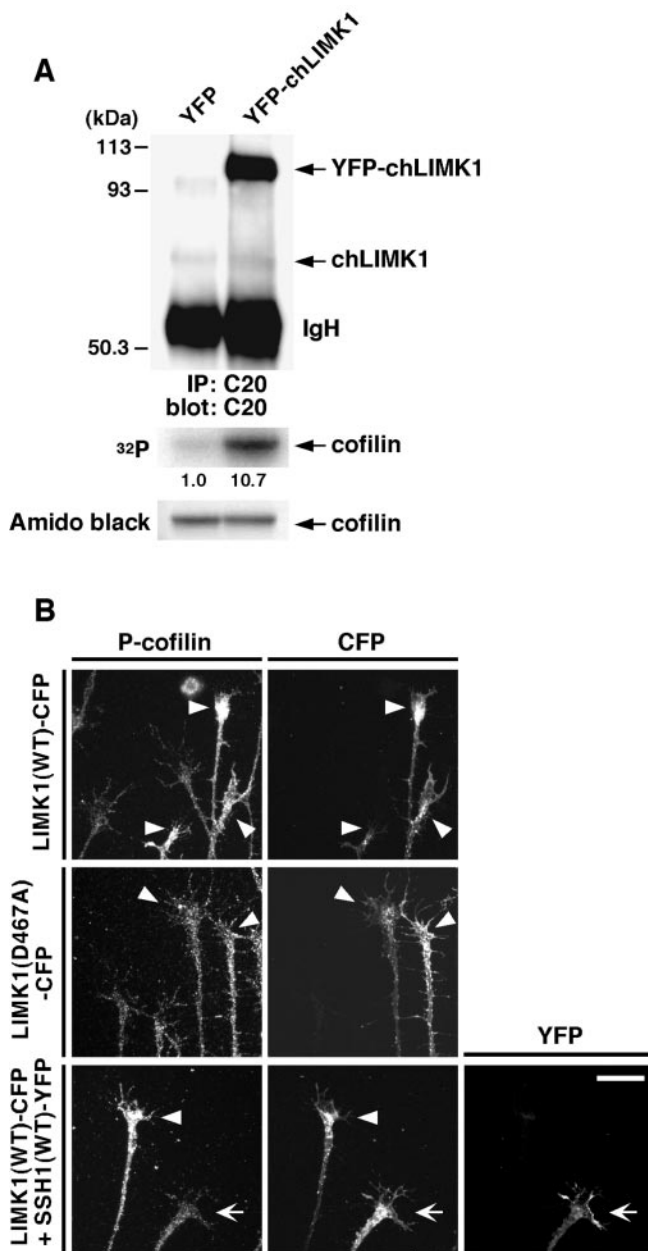 A
YFP
YFP-chLIMK1
(kDa)
113
93
50.3
YFP-chLIMK1
chLIMK1
IgH
IP: C20
blot: C20
32P
cofilin
1.0 10.7
Amido black
cofilin
B
P-cofilin
CFP
LIMK1(WT)-CFP
LIMK1(D467A)
-CFP
YFP
LIMK1(WT)-CFP
+ SSH1(WT)-YFP